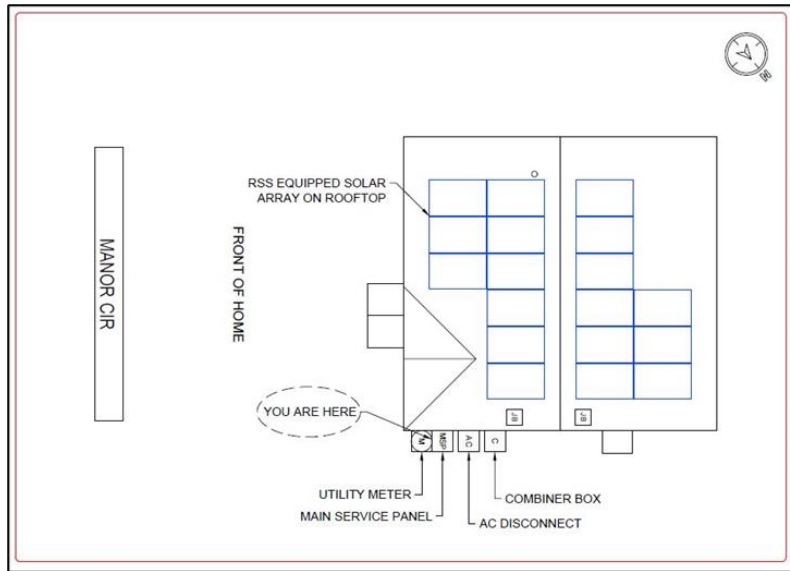 N
RSS EQUIPPED SOLAR
ARRAY ON ROOFTOP
MANOR CIR
FRONT OF HOME
YOU ARE HERE
JB
JB
M
MSP
AC
C
UTILITY METER
MAIN SERVICE PANEL
COMBINER BOX
AC DISCONNECT